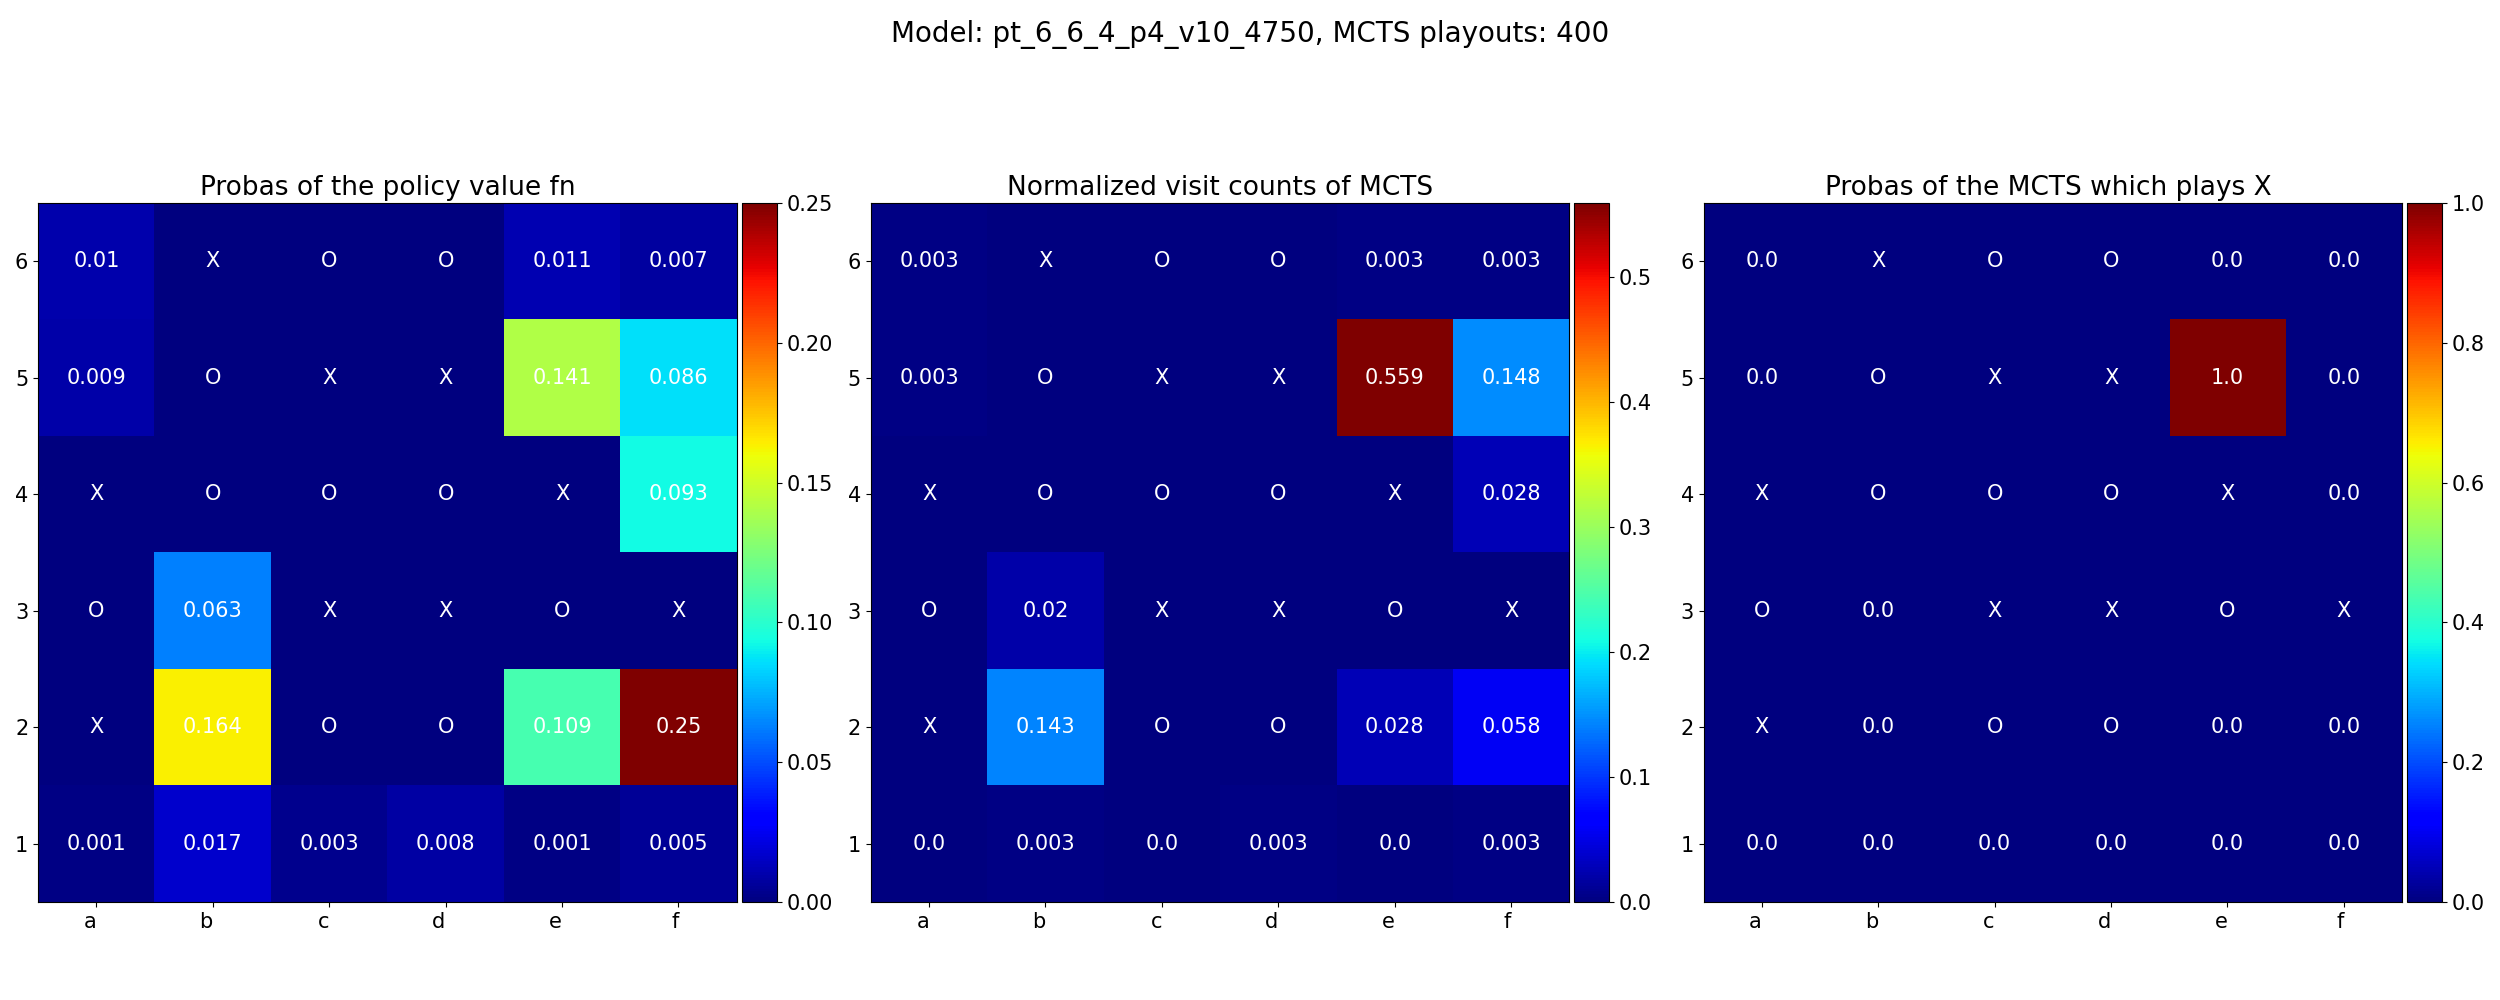 Model: pt_6_6_4_p4_v10_4750, MCTS playouts: 400
Probas of the policy value fn
6 0.01 X O O 0.011 0.007
5 0.009 O X X 0.141 0.086
4 X O O O X 0.093
3 O 0.063 X X O X
2 X 0.164 O O 0.109 0.25
1 0.001 0.017 0.003 0.008 0.001 0.005
a b c d e f
0.25
0.20
0.15
0.10
0.05
0.00
Normalized visit counts of MCTS
6 0.003 X O O 0.003 0.003
5 0.003 O X X 0.559 0.148
4 X O O O X 0.028
3 O 0.02 X X O X
2 X 0.143 O O 0.028 0.058
1 0.0 0.003 0.0 0.003 0.0 0.003
a b c d e f
0.5
0.4
0.3
0.2
0.1
0.0
Probas of the MCTS which plays X
6 0.0 X O O 0.0 0.0
5 0.0 O X X 1.0 0.0
4 X O O O X 0.0
3 O 0.0 X X O X
2 X 0.0 O O 0.0 0.0
1 0.0 0.0 0.0 0.0 0.0 0.0
a b c d e f
1.0
0.8
0.6
0.4
0.2
0.0